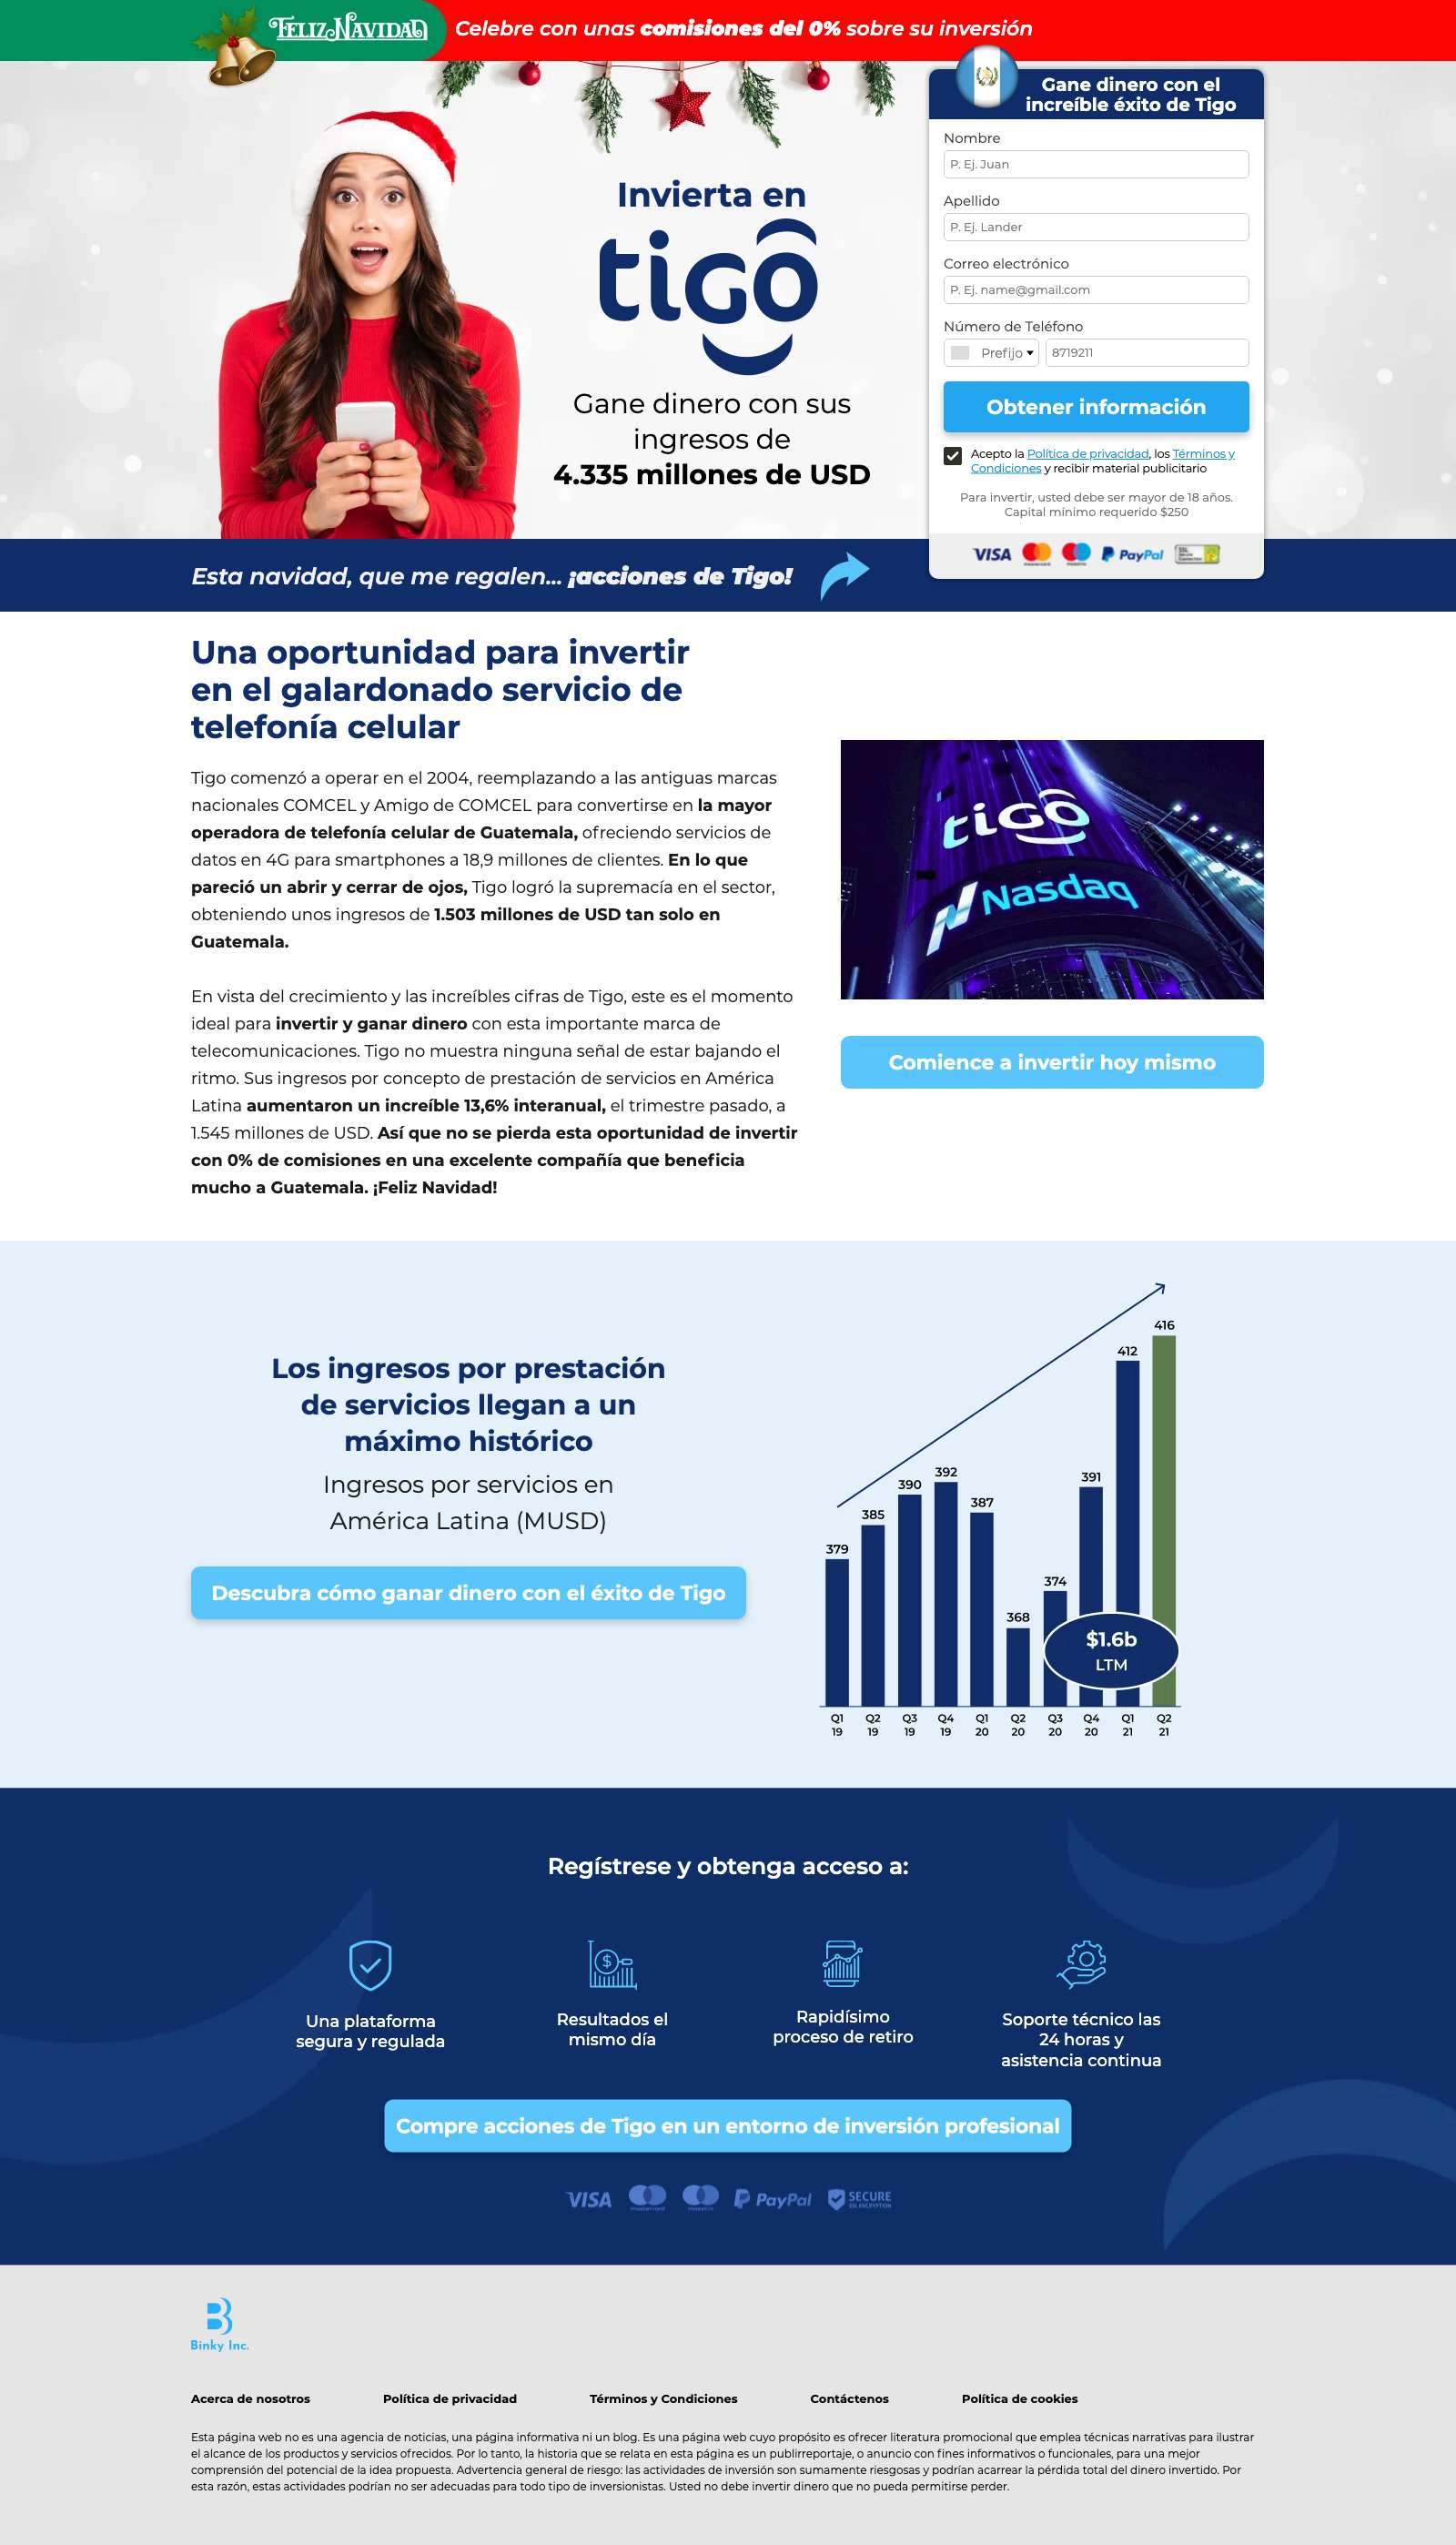 FELIZ NAVIDAD
Celebre con unas comisiones del 0% sobre su inversión
Invierta en
tigo
Gane dinero con sus
ingresos de
4.335 millones de USD
Gane dinero con el
increíble éxito de Tigo
Nombre
P. Ej. Juan
Apellido
P. Ej. Lander
Correo electrónico
P. Ej. name@gmail.com
Número de Teléfono
Prefijo 8719211
Obtener información
Acepto la Política de privacidad, los Términos y
Condiciones y recibir material publicitario
Para invertir, usted debe ser mayor de 18 años.
Capital mínimo requerido $250
VISA PayPal
Esta navidad, que me regalen... ¡acciones de Tigo!
Una oportunidad para invertir
en el galardonado servicio de
telefonía celular
Tigo comenzó a operar en el 2004, reemplazando a las antiguas marcas
nacionales COMCEL y Amigo de COMCEL para convertirse en la mayor
operadora de telefonía celular de Guatemala, ofreciendo servicios de
datos en 4G para smartphones a 18,9 millones de clientes. En lo que
pareció un abrir y cerrar de ojos, Tigo logró la supremacía en el sector,
obteniendo unos ingresos de 1.503 millones de USD tan solo en
Guatemala.
En vista del crecimiento y las increíbles cifras de Tigo, este es el momento
ideal para invertir y ganar dinero con esta importante marca de
telecomunicaciones. Tigo no muestra ninguna señal de estar bajando el
ritmo. Sus ingresos por concepto de prestación de servicios en América
Latina aumentaron un increíble 13,6% interanual, el trimestre pasado, a
1.545 millones de USD. Así que no se pierda esta oportunidad de invertir
con 0% de comisiones en una excelente compañía que beneficia
mucho a Guatemala. ¡Feliz Navidad!
tigo
Nasdaq
Comience a invertir hoy mismo
Los ingresos por prestación
de servicios llegan a un
máximo histórico
Ingresos por servicios en
América Latina (MUSD)
Descubra cómo ganar dinero con el éxito de Tigo
379 385 390 392 387 368 374 391 412 416
$1.6b
LTM
Q1 Q2 Q3 Q4 Q1 Q2 Q3 Q4 Q1 Q2
19 19 19 19 20 20 20 20 21 21
Regístrese y obtenga acceso a:
Una plataforma
segura y regulada
Resultados el
mismo día
Rapidísimo
proceso de retiro
Soporte técnico las
24 horas y
asistencia continua
Compre acciones de Tigo en un entorno de inversión profesional
VISA mastercard maestro PayPal SECURE
SSL ENCRYPTION
Binky Inc.
Acerca de nosotros Política de privacidad Términos y Condiciones Contáctenos Política de cookies
Esta página web no es una agencia de noticias, una página informativa ni un blog. Es una página web cuyo propósito es ofrecer literatura promocional que emplea técnicas narrativas para ilustrar
el alcance de los productos y servicios ofrecidos. Por lo tanto, la historia que se relata en esta página es un publirreportaje, o anuncio con fines informativos o funcionales, para una mejor
comprensión del potencial de la idea propuesta. Advertencia general de riesgo: las actividades de inversión son sumamente riesgosas y podrían acarrear la pérdida total del dinero invertido. Por
esta razón, estas actividades podrían no ser adecuadas para todo tipo de inversionistas. Usted no debe invertir dinero que no pueda permitirse perder.